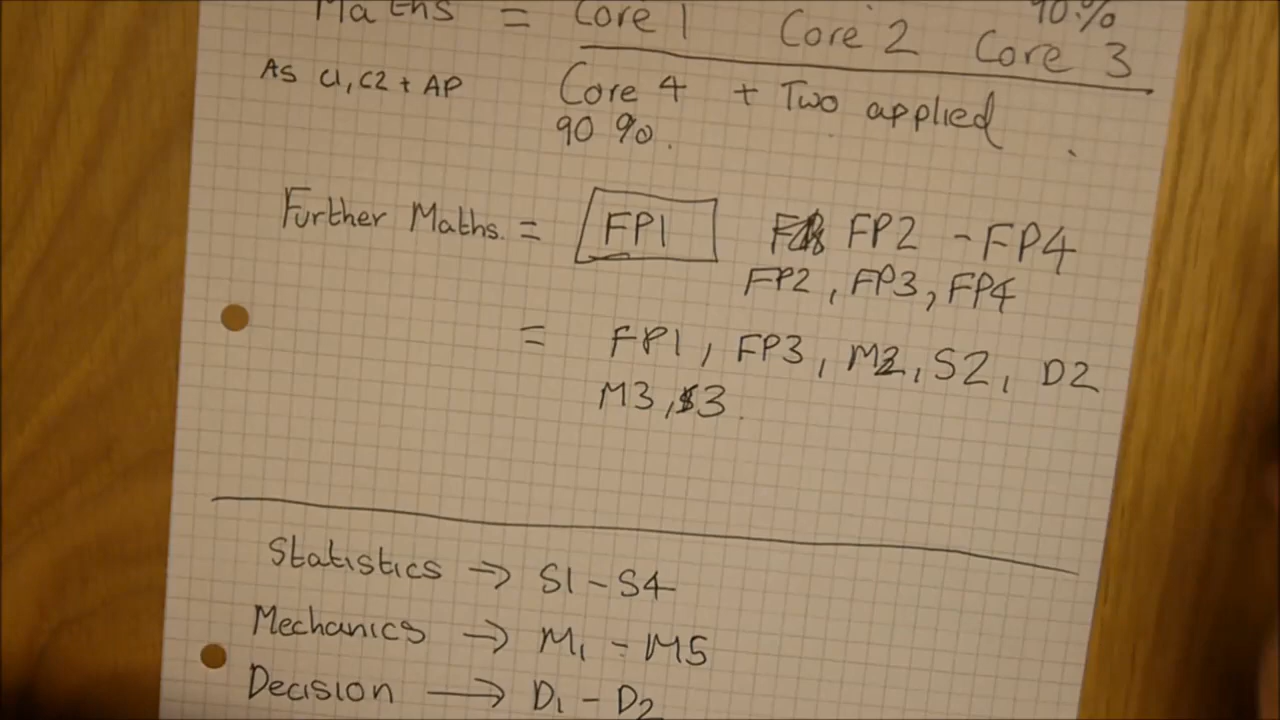 Maths = Core 1 Core 2 Core 3
90%
As C1, C2 + AP
Core 4 + Two applied
90 %.
Further Maths. = FP1 FP2 - FP4
FP2, FP3, FP4
= FP1, FP3, M2, S2, D2
M3, S3.
Statistics → S1 - S4
Mechanics → M1 - M5
Decision → D1 - D2